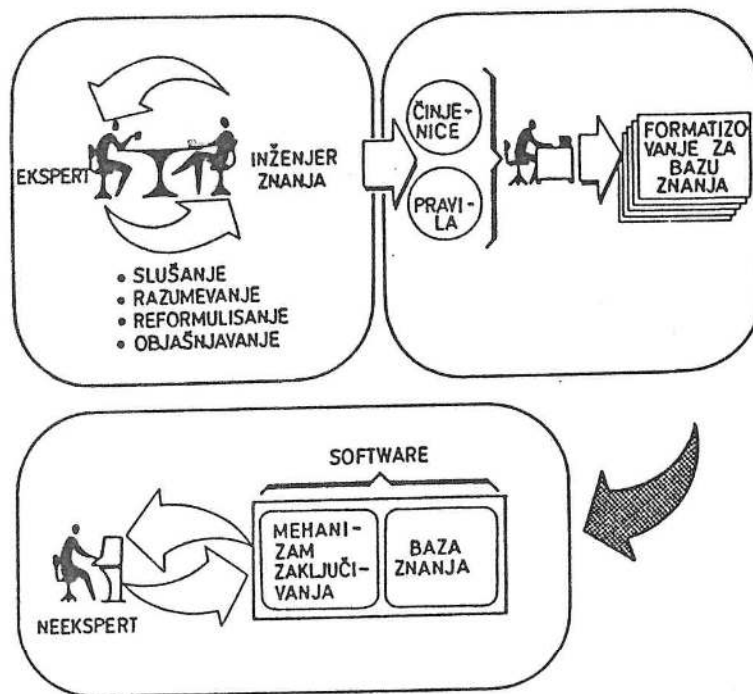 EKSPERT
INŽENJER
ZNANJA
• SLUŠANJE
• RAZUMEVANJE
• REFORMULISANJE
• OBJAŠNJAVANJE
ČINJE-
NICE
PRAVI-
LA
FORMATIZO
VANJE ZA
BAZU
ZNANJA
SOFTWARE
MEHANI-
ZAM
ZAKLJUČI-
VANJA
BAZA
ZNANJA
NEEKSPERT